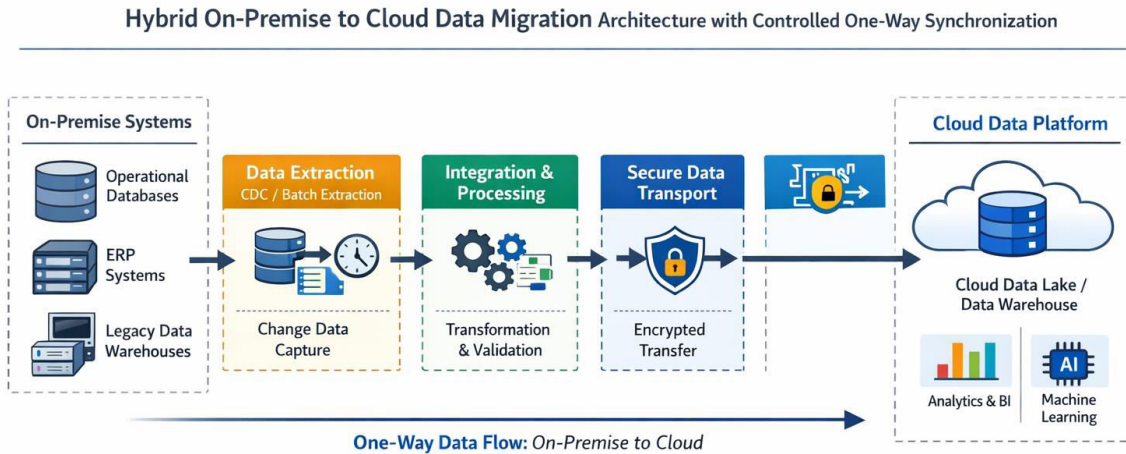 Hybrid On-Premise to Cloud Data Migration Architecture with Controlled One-Way Synchronization
On-Premise Systems
Operational
Databases
ERP
Systems
Legacy Data
Warehouses
Data Extraction
CDC / Batch Extraction
Change Data
Capture
Integration &
Processing
Transformation
& Validation
Secure Data
Transport
Encrypted
Transfer
Cloud Data Platform
Cloud Data Lake /
Data Warehouse
Analytics & BI
AI
Machine
Learning
One-Way Data Flow: On-Premise to Cloud